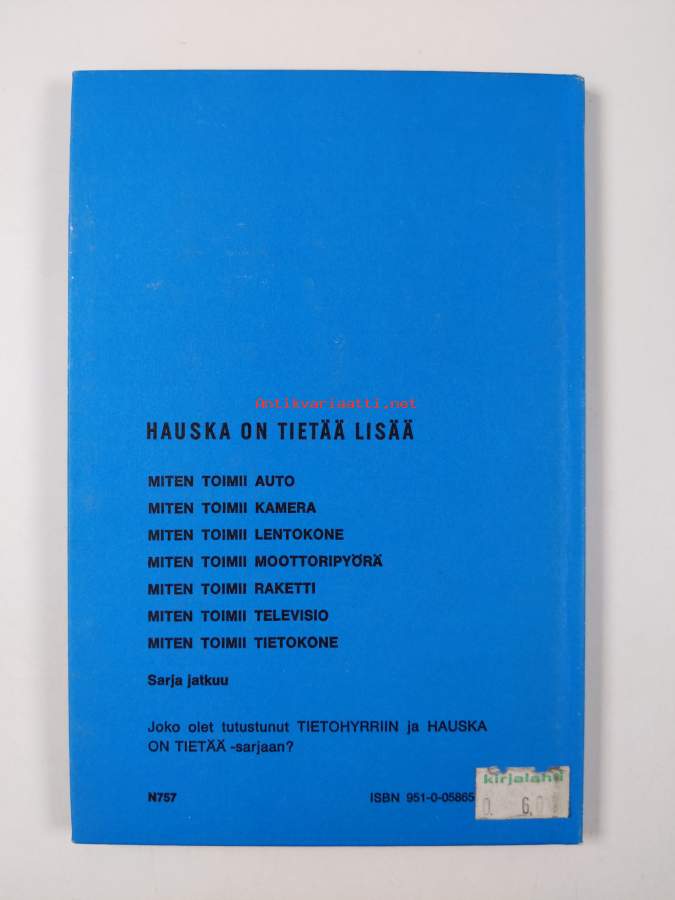 Antikvariaatti.net
HAUSKA ON TIETÄÄ LISÄÄ
MITEN TOIMII AUTO
MITEN TOIMII KAMERA
MITEN TOIMII LENTOKONE
MITEN TOIMII MOOTTORIPYÖRÄ
MITEN TOIMII RAKETTI
MITEN TOIMII TELEVISIO
MITEN TOIMII TIETOKONE
Sarja jatkuu
Joko olet tutustunut TIETOHYRRIIN ja HAUSKA
ON TIETÄÄ -sarjaan?
N757
ISBN 951-0-05865